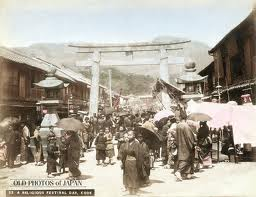 OLD PHOTOS of JAPAN
A RELIGIOUS FESTIVAL DAY, KOBE